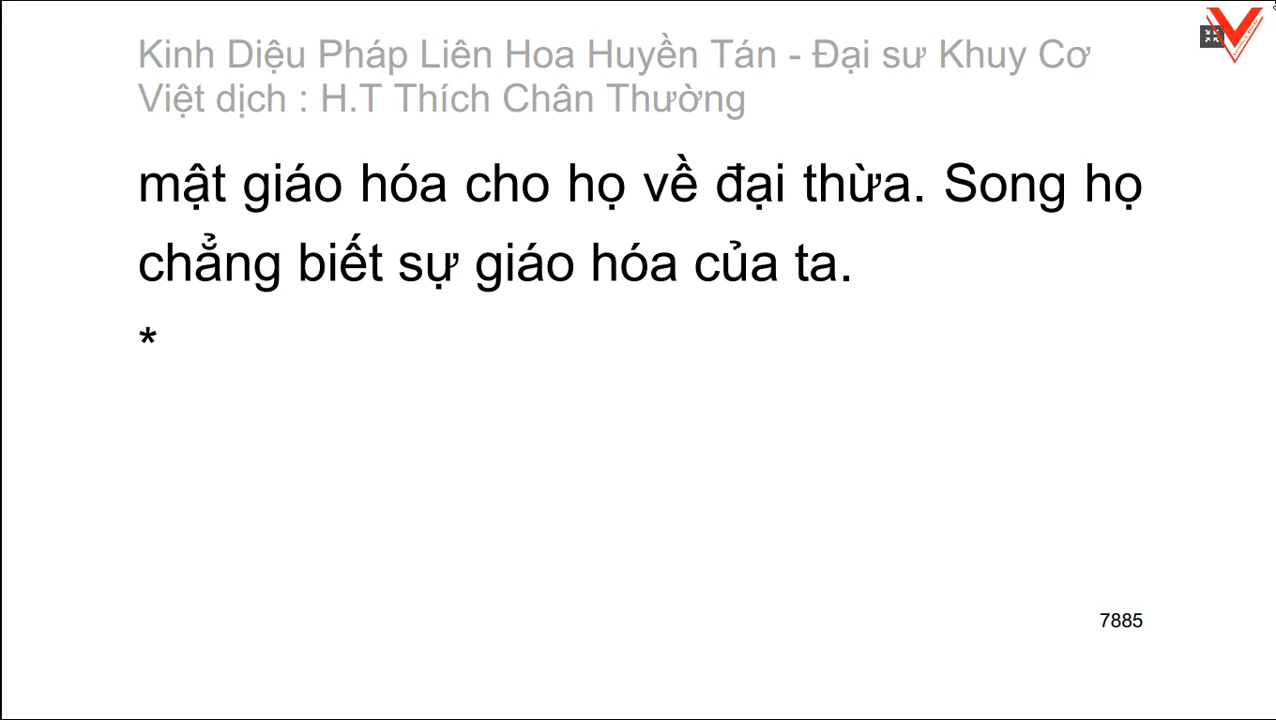 Kinh Diệu Pháp Liên Hoa Huyền Tán - Đại sư Khuy Cơ
Việt dịch : H.T Thích Chân Thường
mật giáo hóa cho họ về đại thừa. Song họ
chẳng biết sự giáo hóa của ta.
*
7885